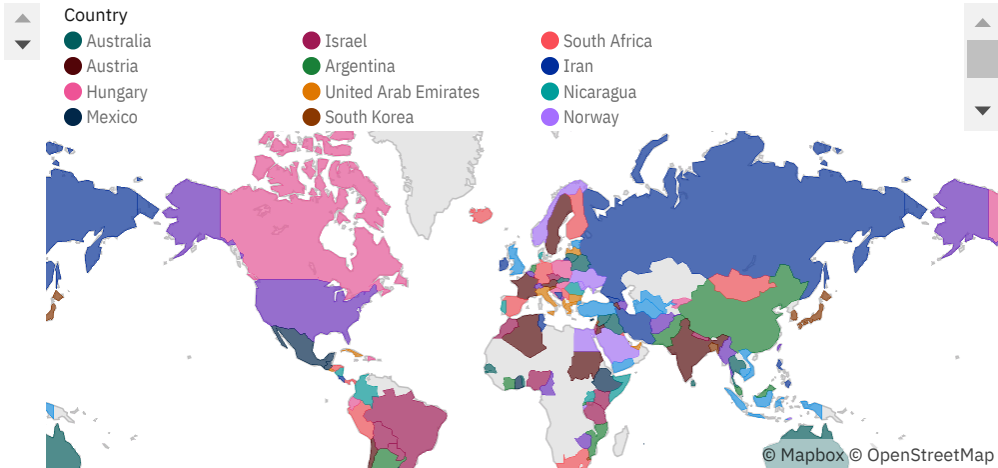 Country
Australia
Israel
South Africa
Austria
Argentina
Iran
Hungary
United Arab Emirates
Nicaragua
Mexico
South Korea
Norway
© Mapbox © OpenStreetMap